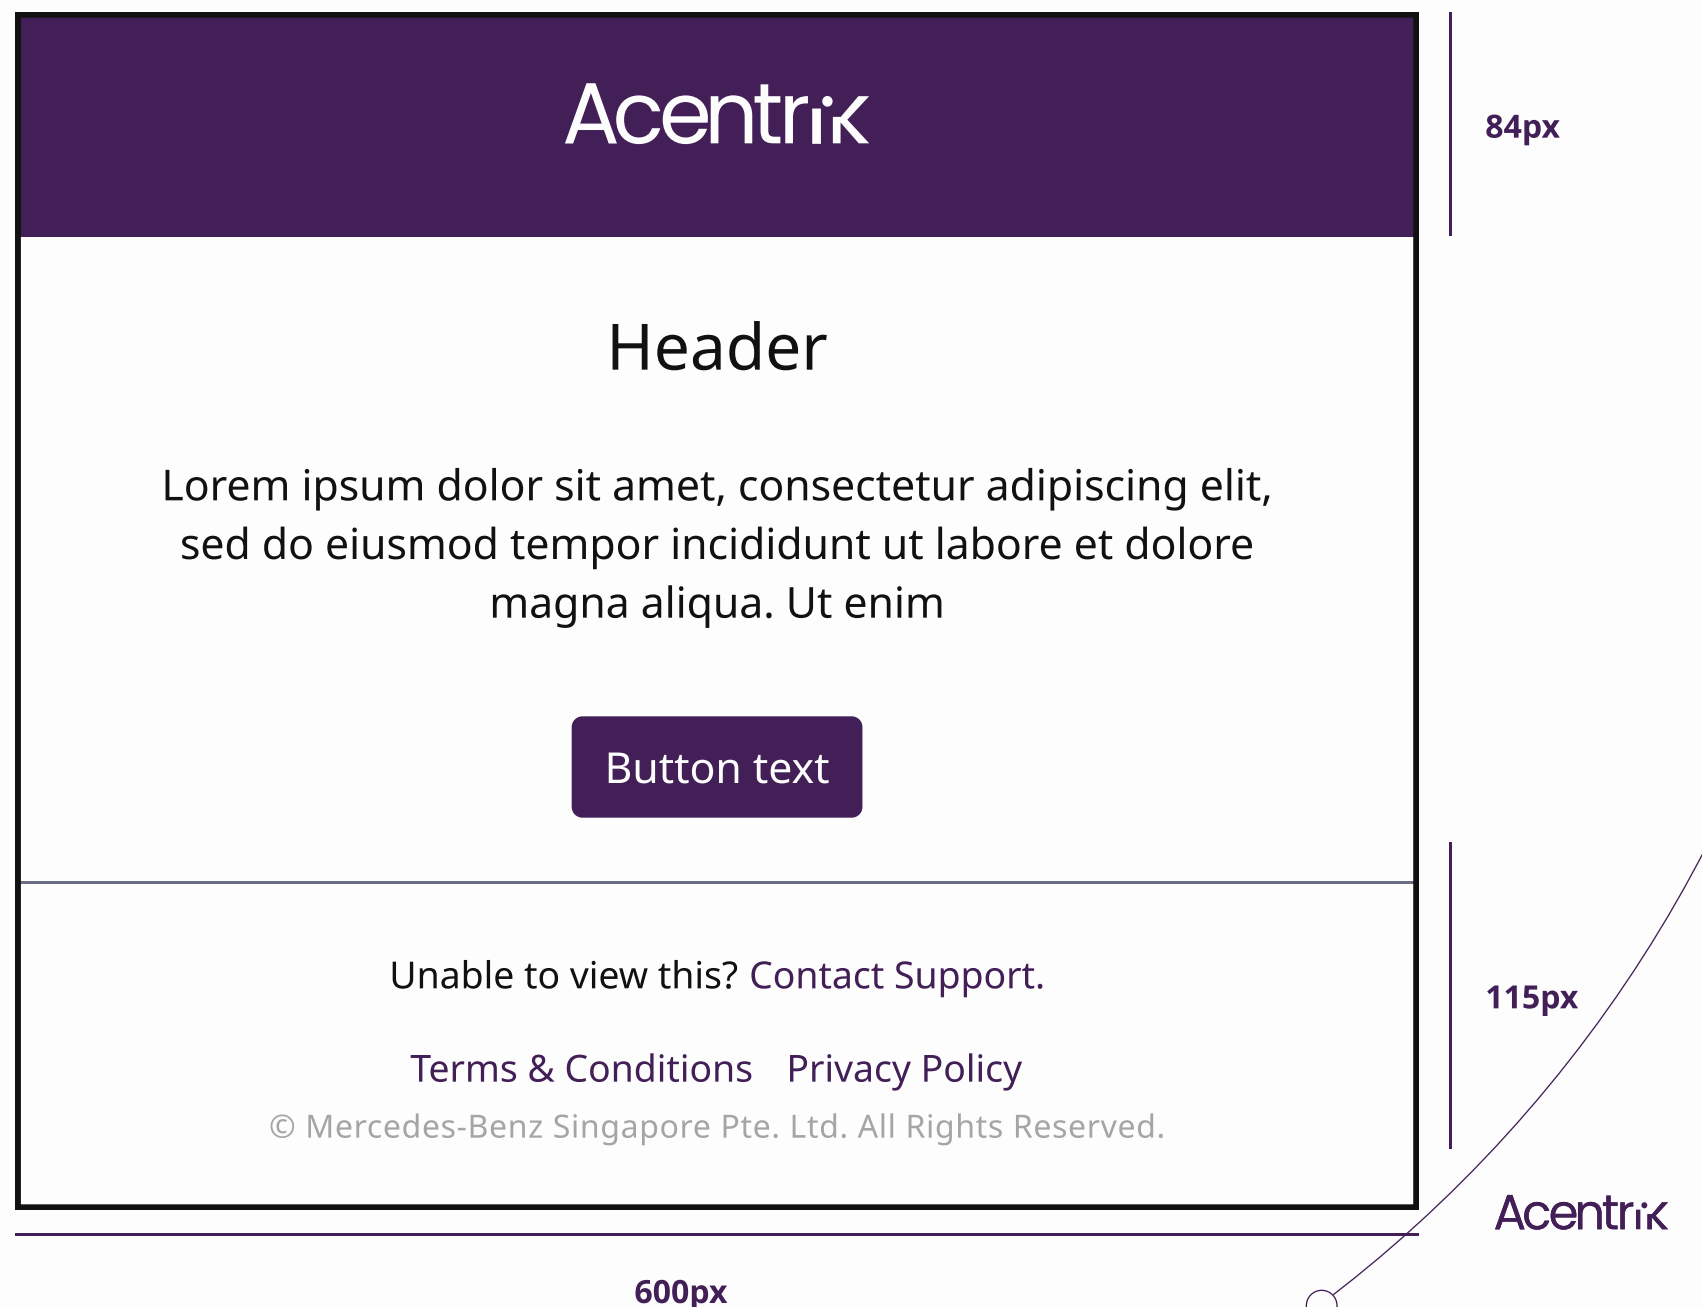 Acentrik
84px
Header
Lorem ipsum dolor sit amet, consectetur adipiscing elit,
sed do eiusmod tempor incididunt ut labore et dolore
magna aliqua. Ut enim
Button text
Unable to view this? Contact Support.
115px
Terms & Conditions Privacy Policy
© Mercedes-Benz Singapore Pte. Ltd. All Rights Reserved.
Acentrik
600px